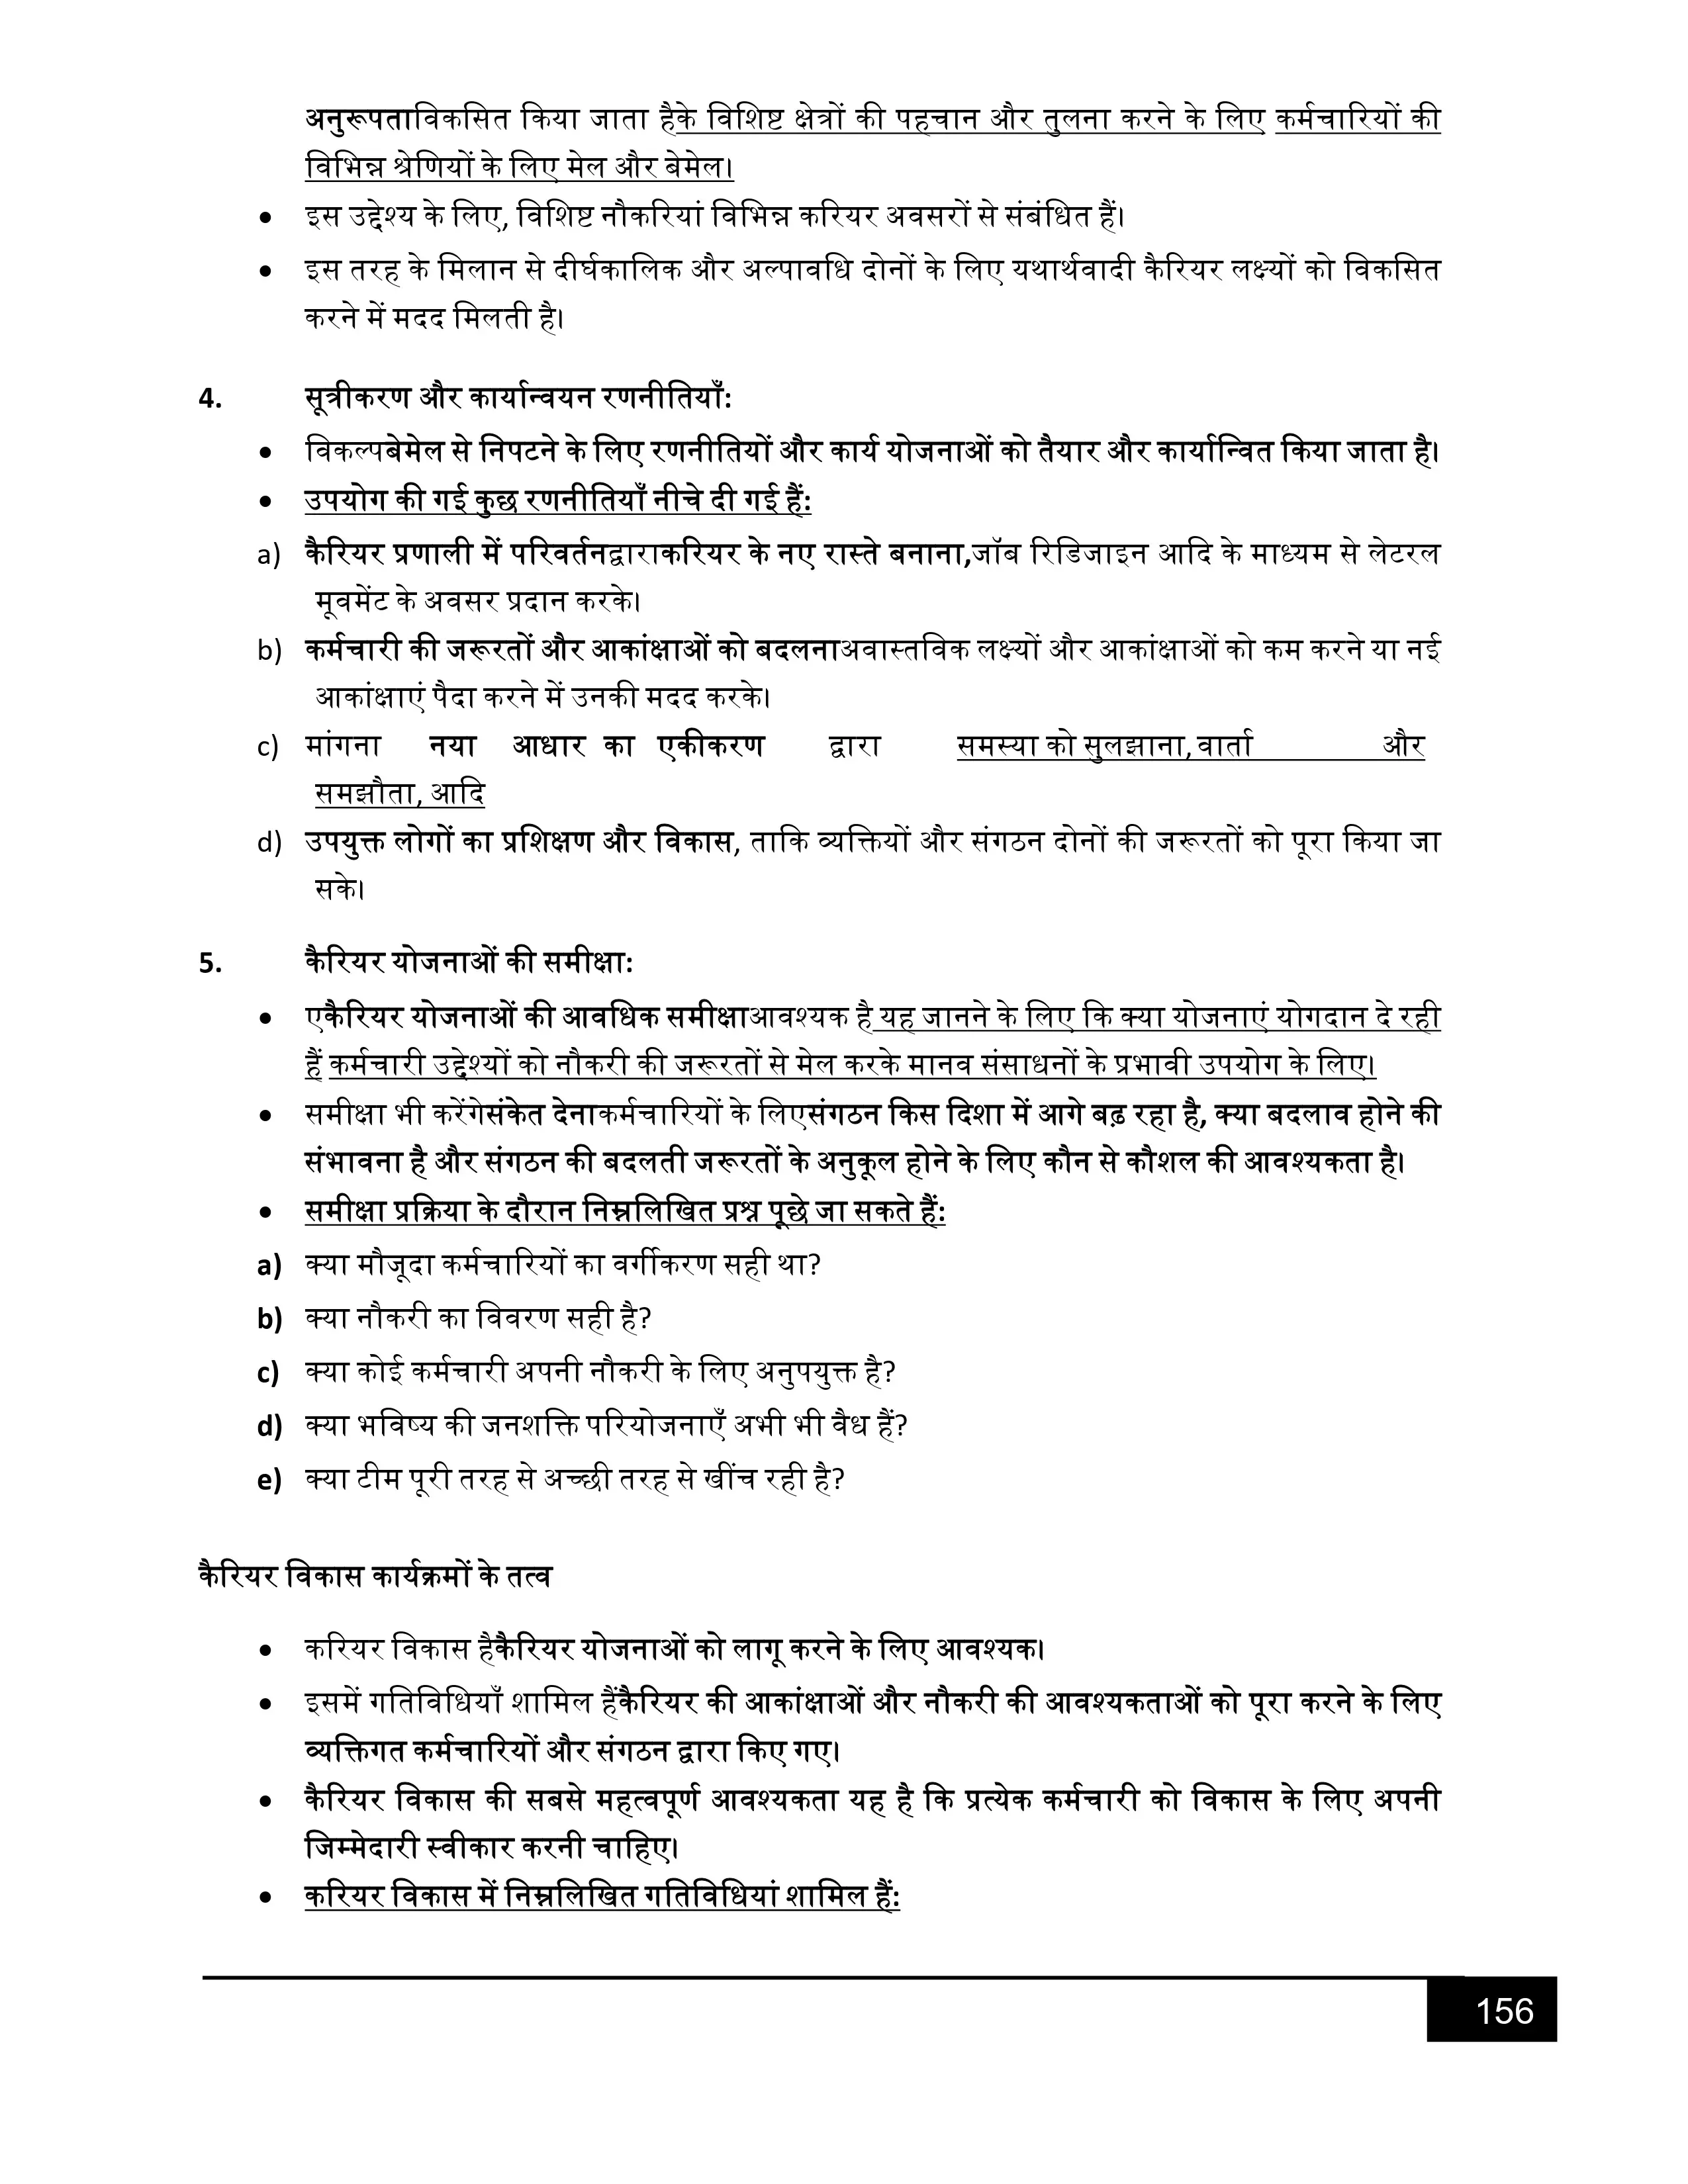 अनुरूपताविकसित किया जाता हैके विशिष्ट क्षेत्रों की पहचान और तुलना करने के लिए कर्मचारियों की
विभिन्न श्रेणियों के लिए मेल और बेमेल।
• इस उद्देश्य के लिए, विशिष्ट नौकरियां विभिन्न करियर अवसरों से संबंधित हैं।
• इस तरह के मिलान से दीर्घकालिक और अल्पावधि दोनों के लिए यथार्थवादी कैरियर लक्ष्यों को विकसित
करने में मदद मिलती है।
4. सूत्रीकरण और कार्यान्वयन रणनीतियाँ:
• विकल्पबेमेल से निपटने के लिए रणनीतियों और कार्य योजनाओं को तैयार और कार्यान्वित किया जाता है।
• उपयोग की गई कुछ रणनीतियाँ नीचे दी गई हैं:
a) कैरियर प्रणाली में परिवर्तनद्वाराकरियर के नए रास्ते बनाना,जॉब रिडिजाइन आदि के माध्यम से लेटरल
मूवमेंट के अवसर प्रदान करके।
b) कर्मचारी की जरूरतों और आकांक्षाओं को बदलनाअवास्तविक लक्ष्यों और आकांक्षाओं को कम करने या नई
आकांक्षाएं पैदा करने में उनकी मदद करके।
c) मांगना नया आधार का एकीकरण द्वारा समस्या को सुलझाना, वार्ता और
समझौता, आदि
d) उपयुक्त लोगों का प्रशिक्षण और विकास, ताकि व्यक्तियों और संगठन दोनों की जरूरतों को पूरा किया जा
सके।
5. कैरियर योजनाओं की समीक्षा:
• एकैरियर योजनाओं की आवधिक समीक्षाआवश्यक है यह जानने के लिए कि क्या योजनाएं योगदान दे रही
हैं कर्मचारी उद्देश्यों को नौकरी की जरूरतों से मेल करके मानव संसाधनों के प्रभावी उपयोग के लिए।
• समीक्षा भी करेंगेसंकेत देनाकर्मचारियों के लिएसंगठन किस दिशा में आगे बढ़ रहा है, क्या बदलाव होने की
संभावना है और संगठन की बदलती जरूरतों के अनुकूल होने के लिए कौन से कौशल की आवश्यकता है।
• समीक्षा प्रक्रिया के दौरान निम्नलिखित प्रश्न पूछे जा सकते हैं:
a) क्या मौजूदा कर्मचारियों का वर्गीकरण सही था?
b) क्या नौकरी का विवरण सही है?
c) क्या कोई कर्मचारी अपनी नौकरी के लिए अनुपयुक्त है?
d) क्या भविष्य की जनशक्ति परियोजनाएँ अभी भी वैध हैं?
e) क्या टीम पूरी तरह से अच्छी तरह से खींच रही है?
कैरियर विकास कार्यक्रमों के तत्व
• करियर विकास हैकैरियर योजनाओं को लागू करने के लिए आवश्यक।
• इसमें गतिविधियाँ शामिल हैंकैरियर की आकांक्षाओं और नौकरी की आवश्यकताओं को पूरा करने के लिए
व्यक्तिगत कर्मचारियों और संगठन द्वारा किए गए।
• कैरियर विकास की सबसे महत्वपूर्ण आवश्यकता यह है कि प्रत्येक कर्मचारी को विकास के लिए अपनी
जिम्मेदारी स्वीकार करनी चाहिए।
• करियर विकास में निम्नलिखित गतिविधियां शामिल हैं:
156